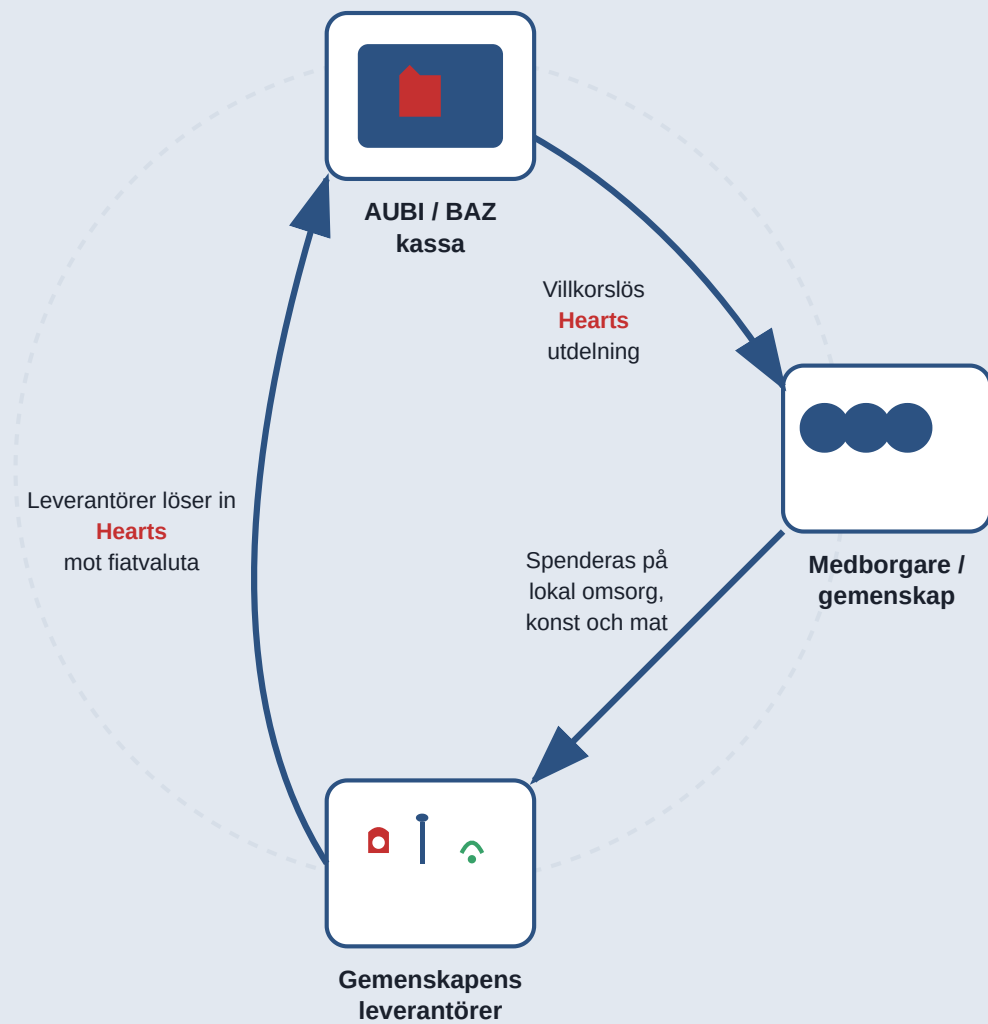 AUBI / BAZ
kassa
Villkorslös
Hearts
utdelning
Leverantörer löser in
Hearts
mot fiatvaluta
Spenderas på
lokal omsorg,
konst och mat
Medborgare /
gemenskap
Gemenskapens
leverantörer